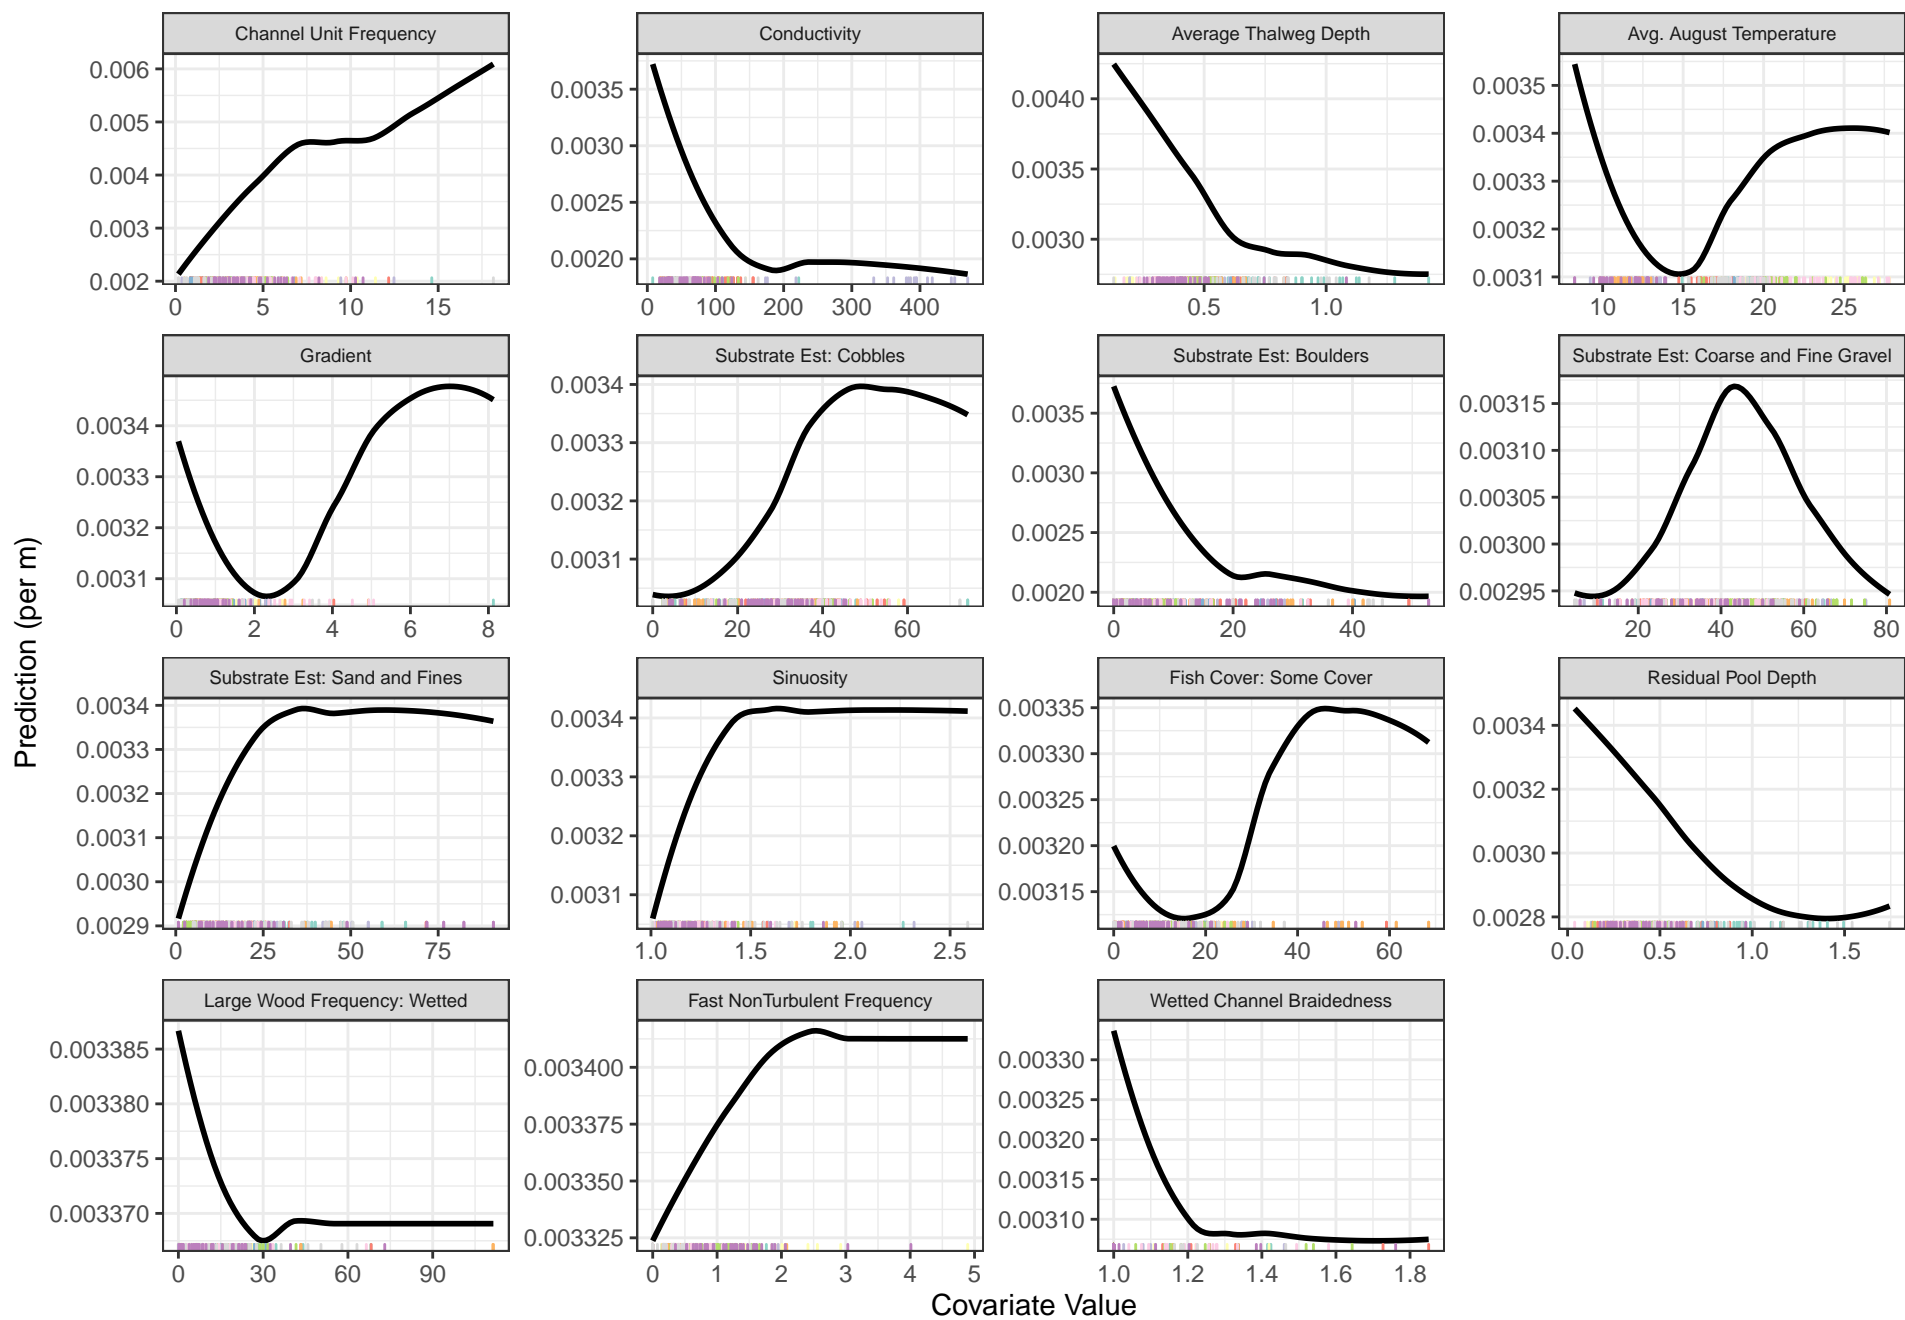 Channel Unit Frequency
Conductivity
Average Thalweg Depth
Avg. August Temperature
0.006
0.005
0.004
0.003
0.002
0 5 10 15
0.0035
0.0030
0.0025
0.0020
0 100 200 300 400
0.0040
0.0035
0.0030
0.5 1.0
0.0035
0.0034
0.0033
0.0032
0.0031
10 15 20 25
Gradient
Substrate Est: Cobbles
Substrate Est: Boulders
Substrate Est: Coarse and Fine Gravel
0.0034
0.0033
0.0032
0.0031
0 2 4 6 8
0.0034
0.0033
0.0032
0.0031
0 20 40 60
0.0035
0.0030
0.0025
0.0020
0 20 40
0.00315
0.00310
0.00305
0.00300
0.00295
20 40 60 80
Prediction (per m)
Substrate Est: Sand and Fines
Sinuosity
Fish Cover: Some Cover
Residual Pool Depth
0.0034
0.0033
0.0032
0.0031
0.0030
0.0029
0 25 50 75
0.0034
0.0033
0.0032
0.0031
1.0 1.5 2.0 2.5
0.00335
0.00330
0.00325
0.00320
0.00315
0 20 40 60
0.0034
0.0032
0.0030
0.0028
0.0 0.5 1.0 1.5
Large Wood Frequency: Wetted
Fast NonTurbulent Frequency
Wetted Channel Braidedness
0.003385
0.003380
0.003375
0.003370
0 30 60 90
0.003400
0.003375
0.003350
0.003325
0 1 2 3 4 5
0.00330
0.00325
0.00320
0.00315
0.00310
1.0 1.2 1.4 1.6 1.8
Covariate Value